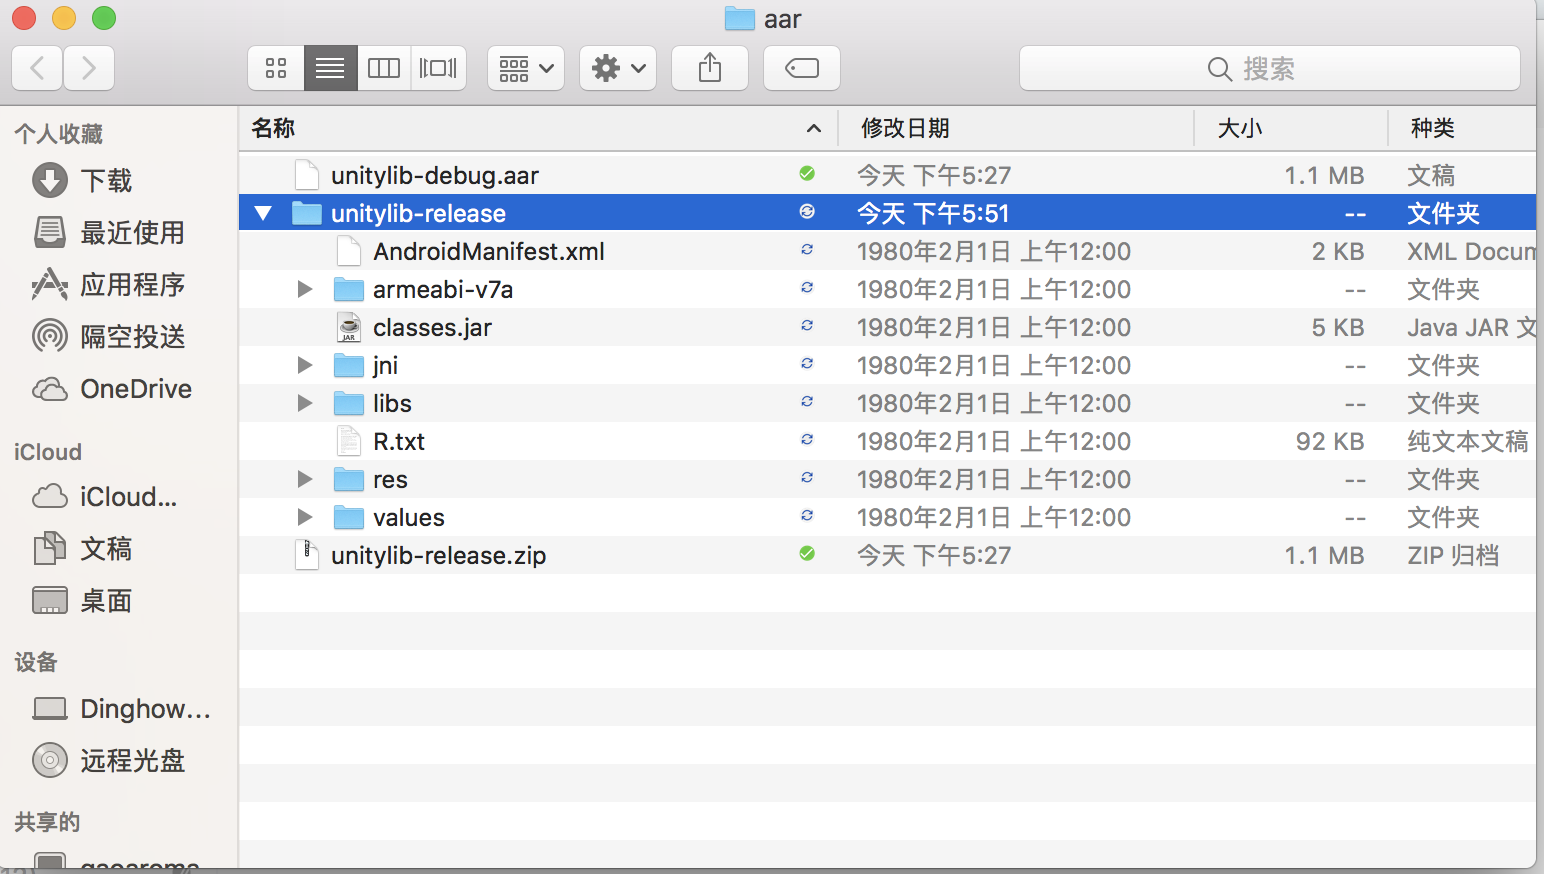 aar
搜索
个人收藏
下载
最近使用
应用程序
隔空投送
OneDrive
iCloud
iCloud...
文稿
桌面
设备
Dinghow...
远程光盘
共享的
名称 修改日期 大小 种类
unitylib-debug.aar 今天 下午5:27 1.1 MB 文稿
unitylib-release 今天 下午5:51 -- 文件夹
AndroidManifest.xml 1980年2月1日 上午12:00 2 KB XML Docum
armeabi-v7a 1980年2月1日 上午12:00 -- 文件夹
classes.jar 1980年2月1日 上午12:00 5 KB Java JAR 文
jni 1980年2月1日 上午12:00 -- 文件夹
libs 1980年2月1日 上午12:00 -- 文件夹
R.txt 1980年2月1日 上午12:00 92 KB 纯文本文稿
res 1980年2月1日 上午12:00 -- 文件夹
values 1980年2月1日 上午12:00 -- 文件夹
unitylib-release.zip 今天 下午5:27 1.1 MB ZIP 归档
JAR